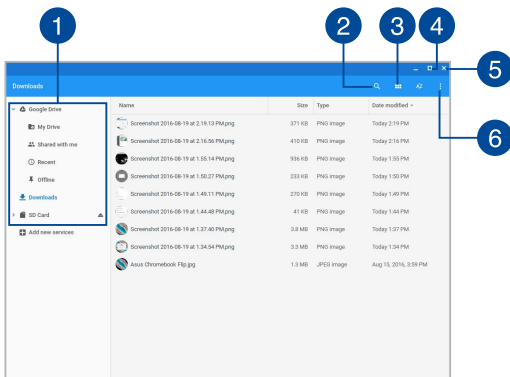 1
2
3
4
5
6
Downloads
Google Drive
My Drive
Shared with me
Recent
Offline
Downloads
SD Card
Add new services
Name Size Type Date modified
Screenshot 2016-08-19 at 2.19.13 PM.png 371 KB PNG image Today 2:19 PM
Screenshot 2016-08-19 at 2.16.56 PM.png 410 KB PNG image Today 2:16 PM
Screenshot 2016-08-19 at 1.55.14 PM.png 936 KB PNG image Today 1:55 PM
Screenshot 2016-08-19 at 1.50.27 PM.png 233 KB PNG image Today 1:50 PM
Screenshot 2016-08-19 at 1.49.11 PM.png 270 KB PNG image Today 1:49 PM
Screenshot 2016-08-19 at 1.44.48 PM.png 41 KB PNG image Today 1:44 PM
Screenshot 2016-08-19 at 1.37.40 PM.png 3.8 MB PNG image Today 1:37 PM
Screenshot 2016-08-19 at 1.34.54 PM.png 3.3 MB PNG image Today 1:34 PM
Asus Chromebook Flip.jpg 1.3 MB JPEG image Aug 15, 2016, 3:59 PM